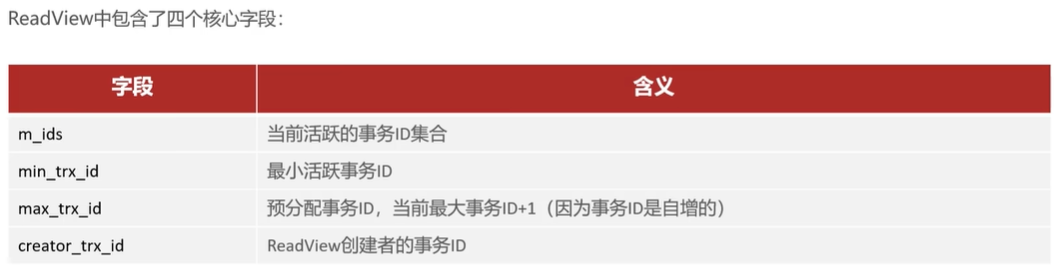 ReadView中包含了四个核心字段：
字段 含义
m_ids 当前活跃的事务ID集合
min_trx_id 最小活跃事务ID
max_trx_id 预分配事务ID，当前最大事务ID+1（因为事务ID是自增的）
creator_trx_id ReadView创建者的事务ID